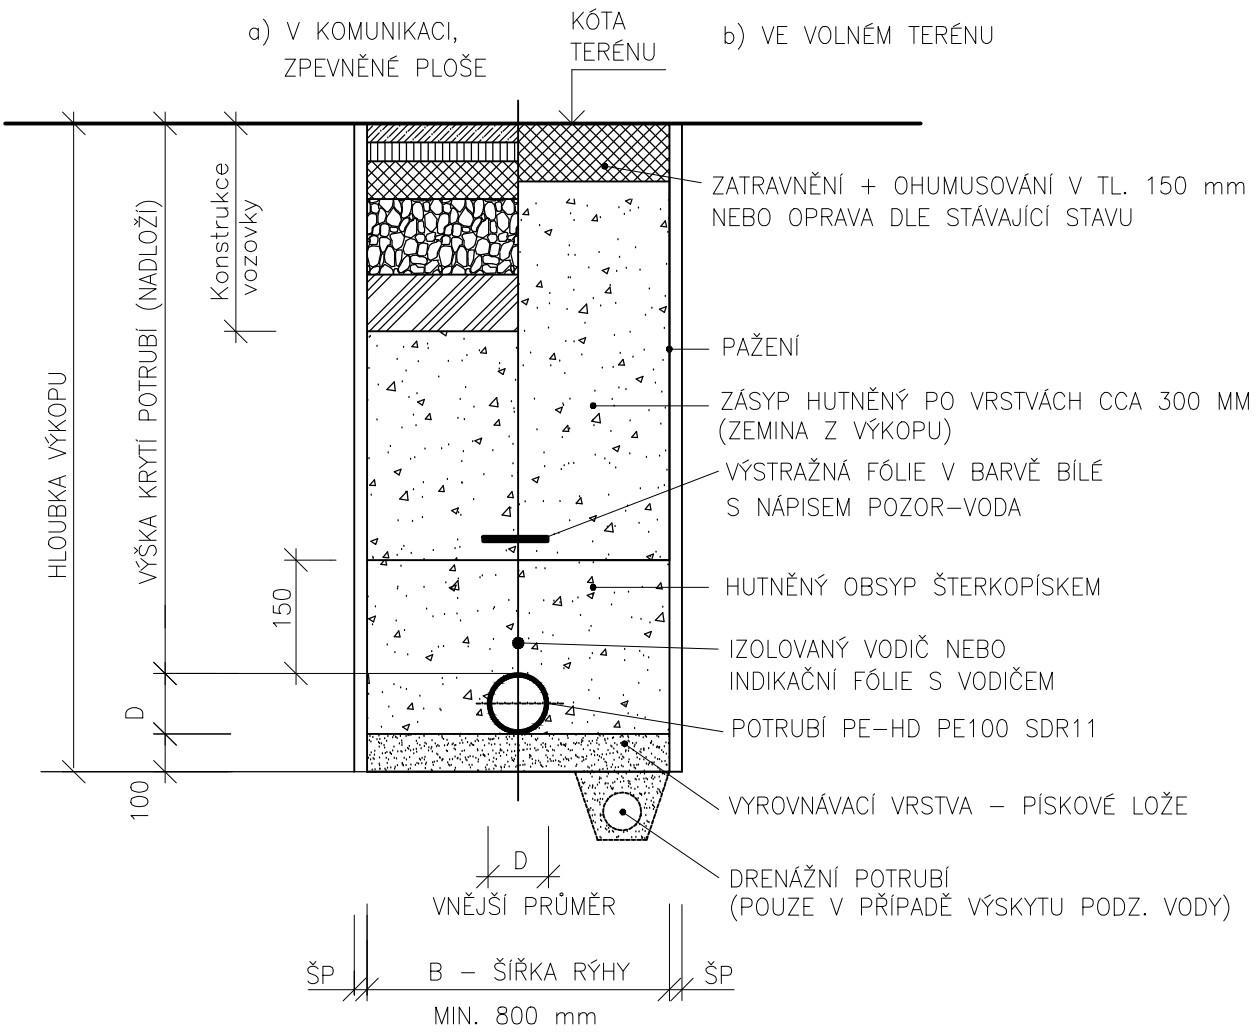 a) V KOMUNIKACI,
ZPEVNĚNÉ PLOŠE
KÓTA
TERÉNU
b) VE VOLNÉM TERÉNU
ZATRAVNĚNÍ + OHUMUSOVÁNÍ V TL. 150 mm
NEBO OPRAVA DLE STÁVAJÍCÍ STAVU
Konstrukce
vozovky
VÝŠKA KRYTÍ POTRUBÍ (NADLOŽÍ)
HLOUBKA VÝKOPU
PAŽENÍ
ZÁSYP HUTNĚNÝ PO VRSTVÁCH CCA 300 MM
(ZEMINA Z VÝKOPU)
VÝSTRAŽNÁ FÓLIE V BARVĚ BÍLÉ
S NÁPISEM POZOR-VODA
HUTNĚNÝ OBSYP ŠTERKOPÍSKEM
150
IZOLOVANÝ VODIČ NEBO
INDIKAČNÍ FÓLIE S VODIČEM
D
POTRUBÍ PE-HD PE100 SDR11
100
VYROVNÁVACÍ VRSTVA - PÍSKOVÉ LOŽE
DRENÁŽNÍ POTRUBÍ
(POUZE V PŘÍPADĚ VÝSKYTU PODZ. VODY)
D
VNĚJŠÍ PRŮMĚR
ŠP
B - ŠÍŘKA RÝHY
ŠP
MIN. 800 mm